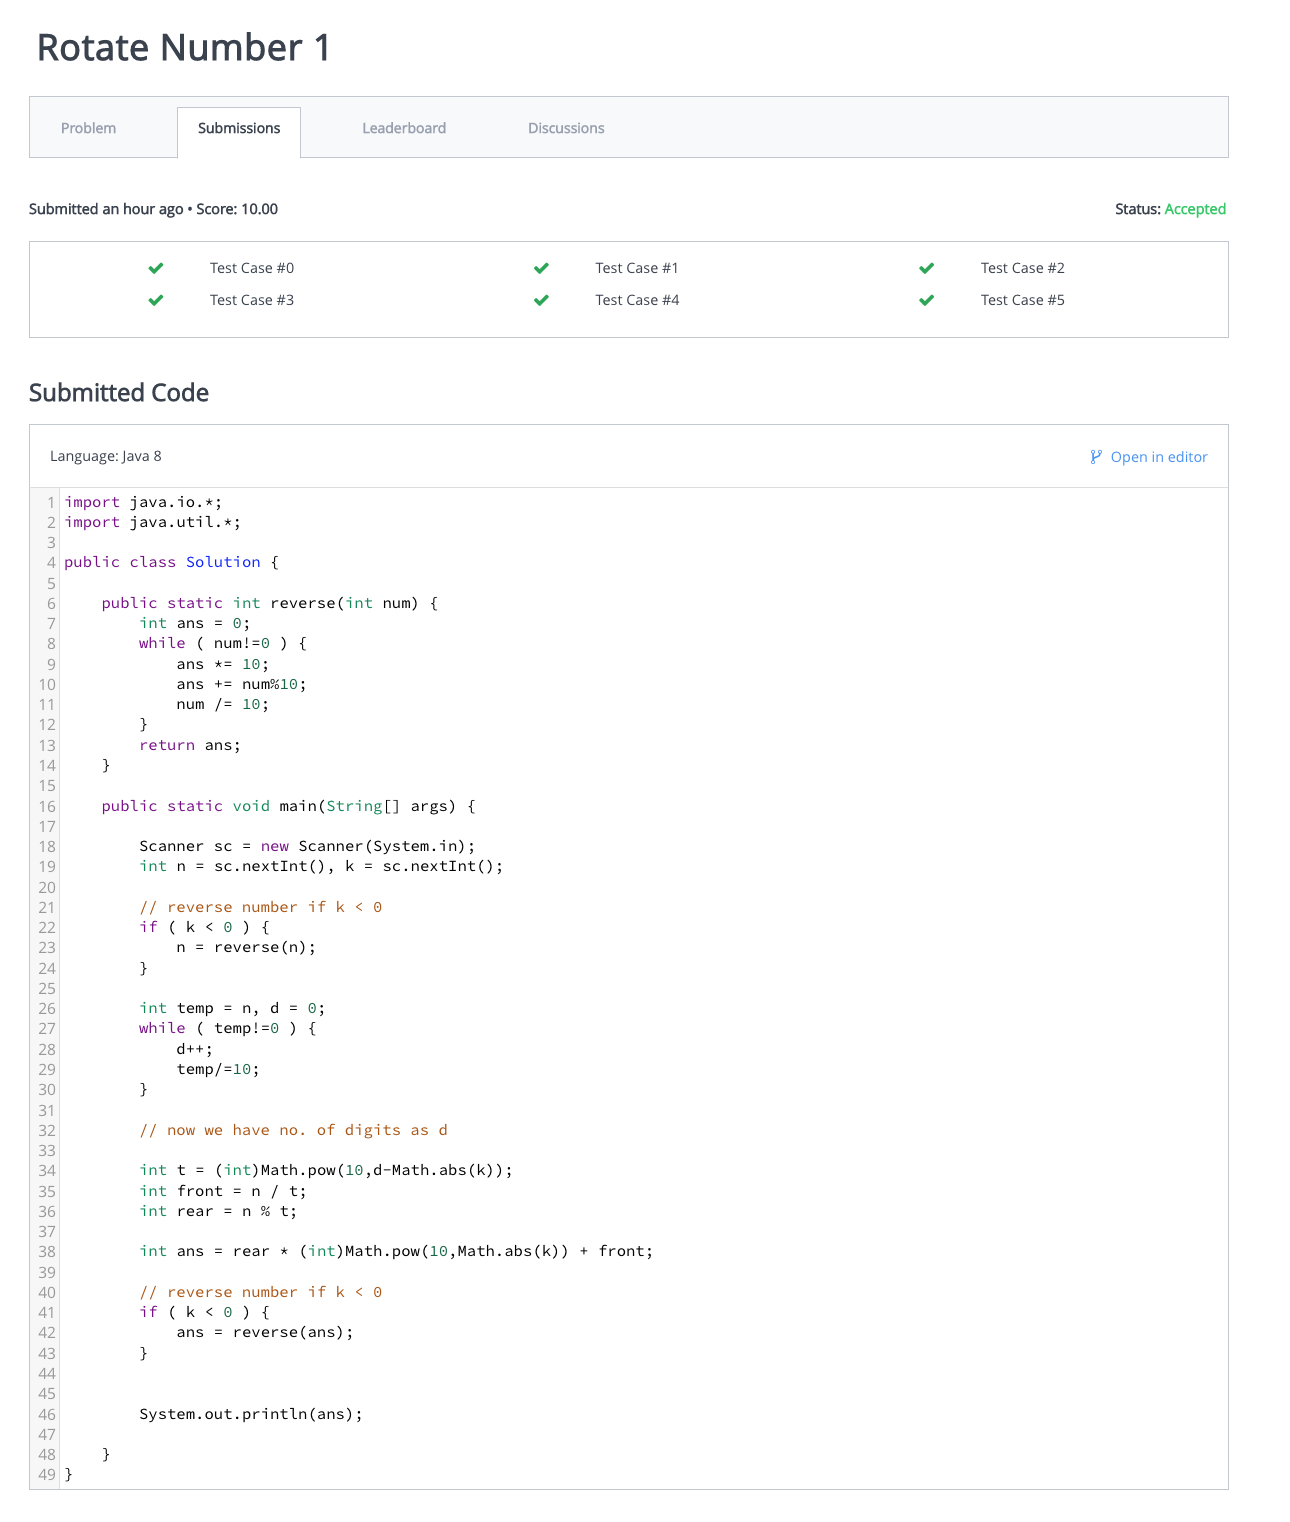 Rotate Number 1
Problem Submissions Leaderboard Discussions
Submitted an hour ago • Score: 10.00 Status: Accepted
Test Case #0 Test Case #1 Test Case #2
Test Case #3 Test Case #4 Test Case #5
Submitted Code
Language: Java 8 Open in editor
1 import java.io.*;
2 import java.util.*;
3
4 public class Solution {
5
6     public static int reverse(int num) {
7         int ans = 0;
8         while ( num!=0 ) {
9             ans *= 10;
10             ans += num%10;
11             num /= 10;
12         }
13         return ans;
14     }
15
16     public static void main(String[] args) {
17
18         Scanner sc = new Scanner(System.in);
19         int n = sc.nextInt(), k = sc.nextInt();
20
21         // reverse number if k < 0
22         if ( k < 0 ) {
23             n = reverse(n);
24         }
25
26         int temp = n, d = 0;
27         while ( temp!=0 ) {
28             d++;
29             temp/=10;
30         }
31
32         // now we have no. of digits as d
33
34         int t = (int)Math.pow(10,d-Math.abs(k));
35         int front = n / t;
36         int rear = n % t;
37
38         int ans = rear * (int)Math.pow(10,Math.abs(k)) + front;
39
40         // reverse number if k < 0
41         if ( k < 0 ) {
42             ans = reverse(ans);
43         }
44
45
46         System.out.println(ans);
47
48     }
49 }